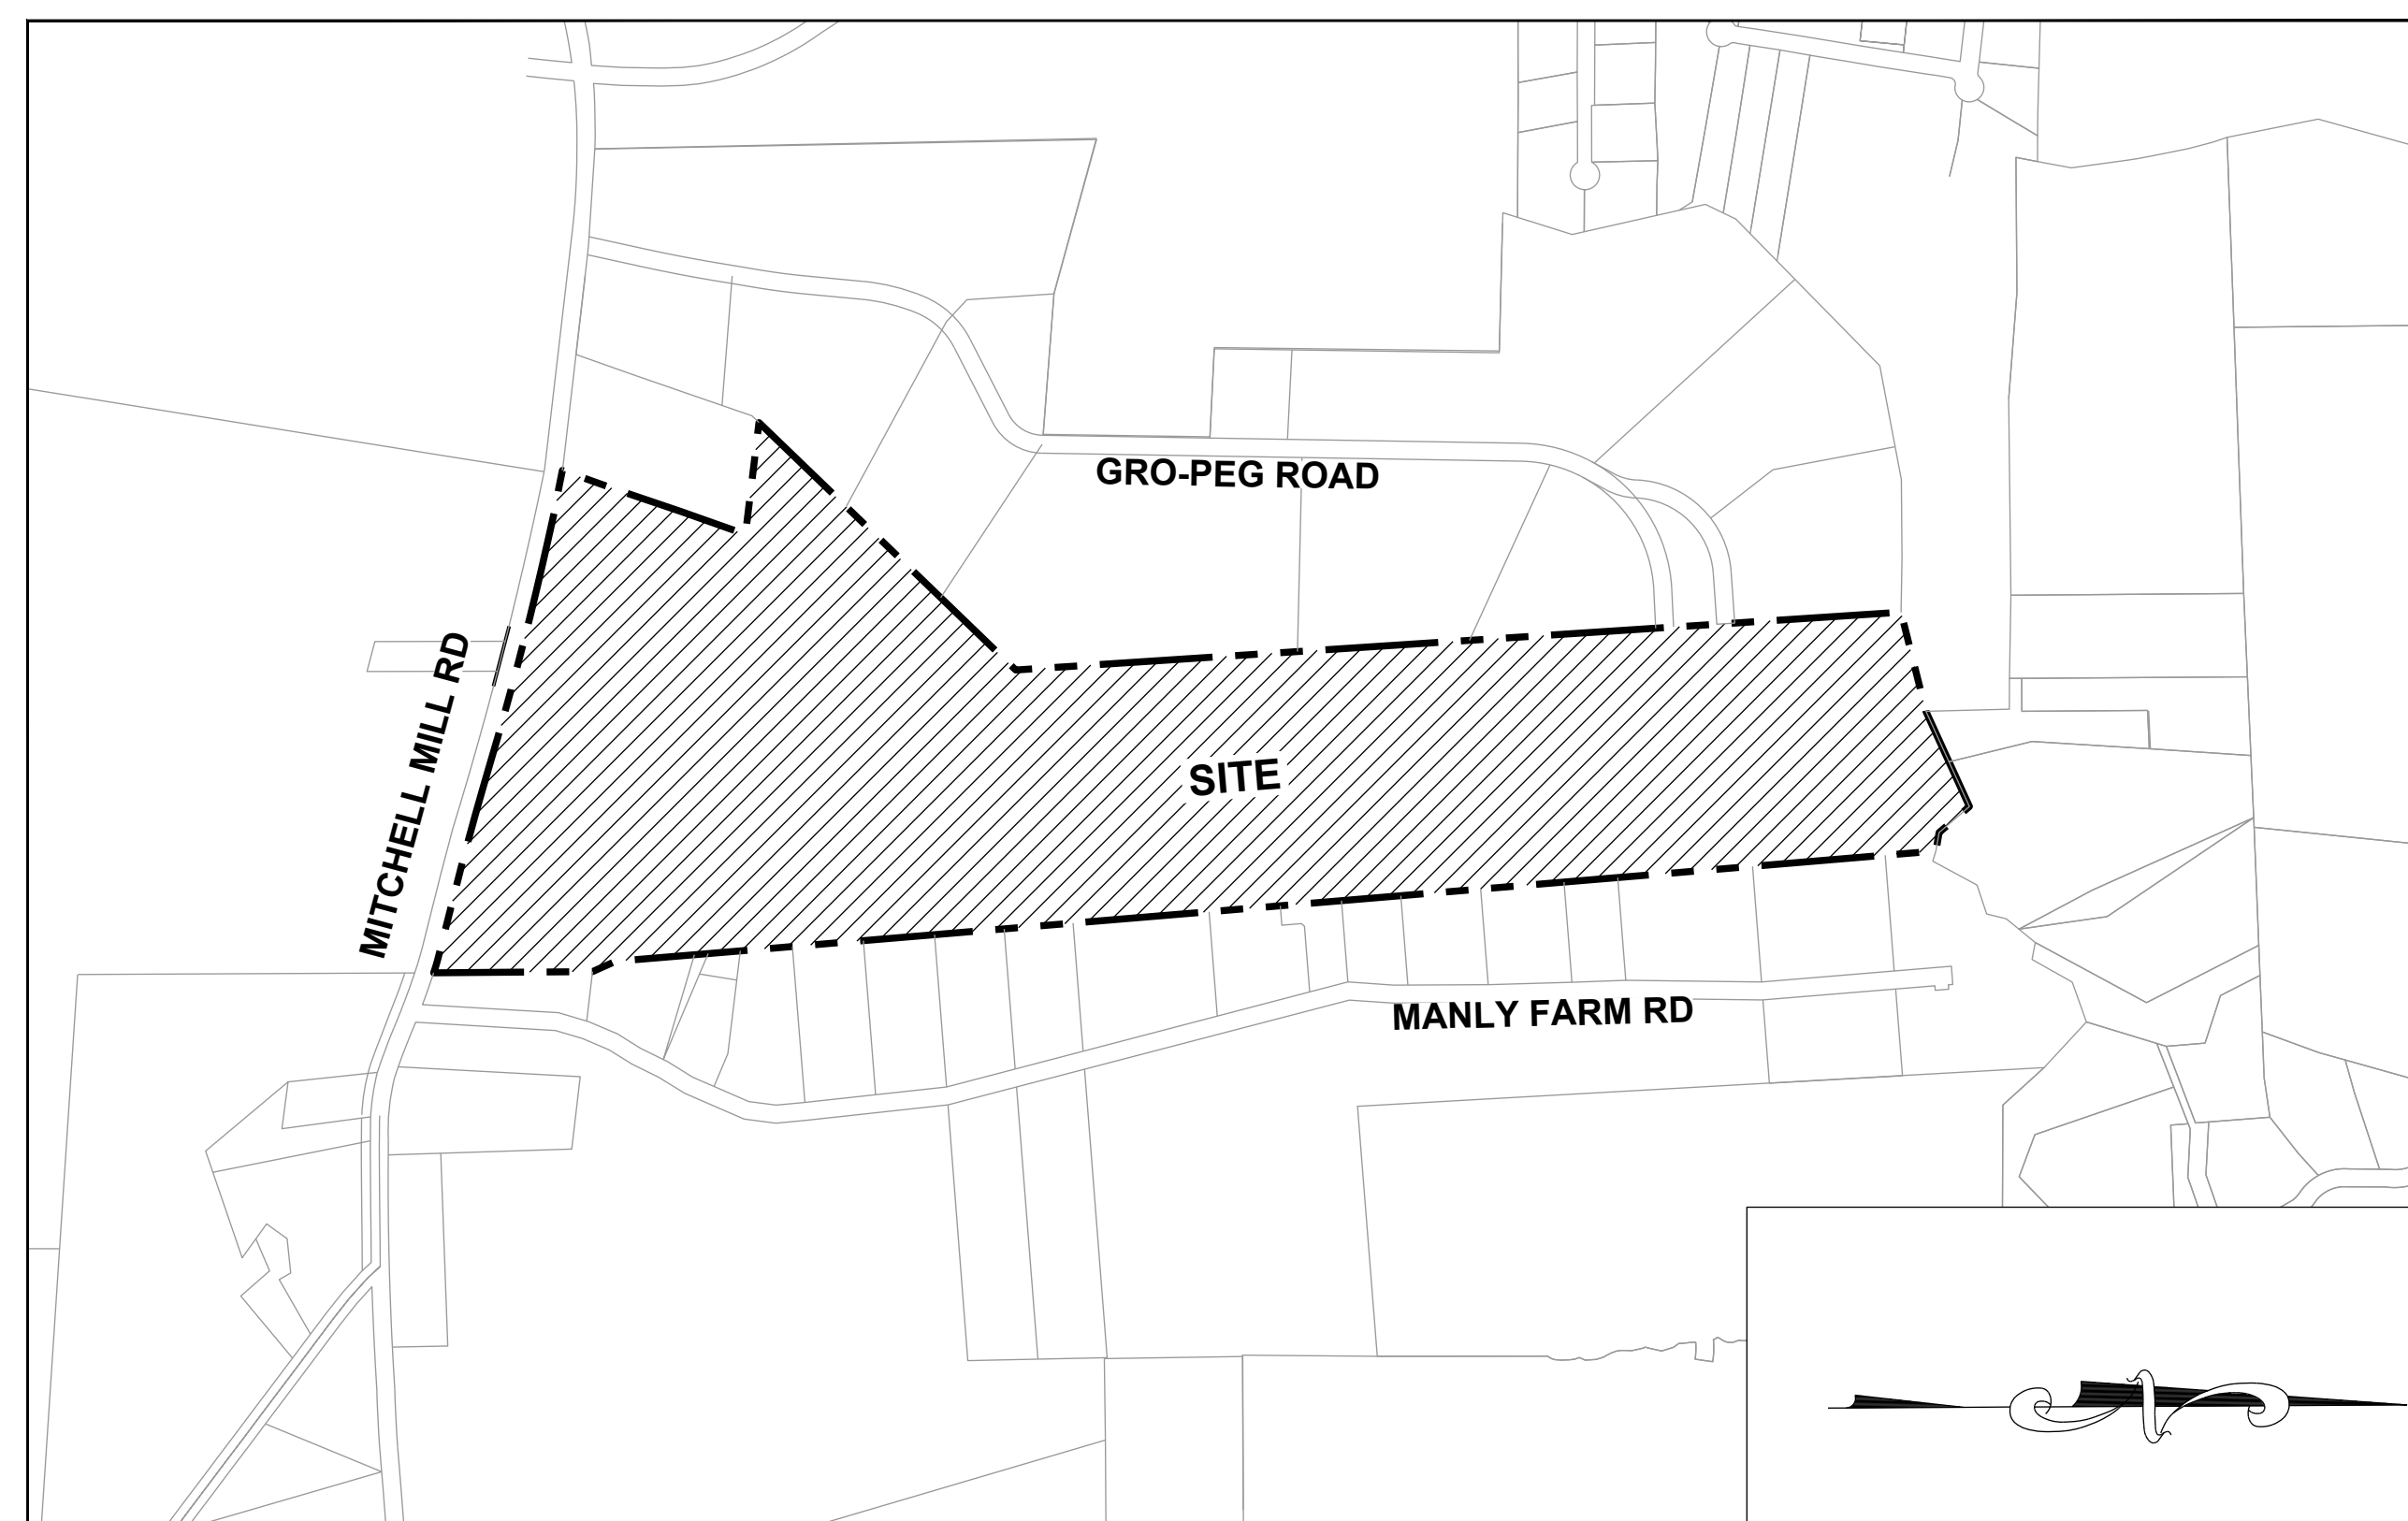 GRO-PEG ROAD
MITCHELL MILL RD
SITE
MANLY FARM RD
N